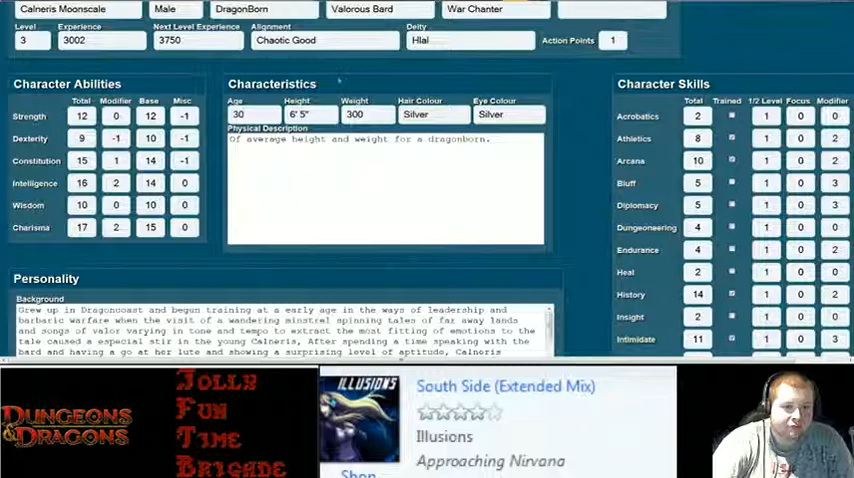 Calneris Moonscale Male DragonBorn Valorous Bard War Chanter
Level Experience Next Level Experience Alignment Deity
3 3002 3750 Chaotic Good Hlal Action Points 1
Character Abilities
Total Modifier Base Misc
Strength 12 0 12 -1
Dexterity 9 -1 10 -1
Constitution 15 1 14 -1
Intelligence 16 2 14 0
Wisdom 10 0 10 0
Charisma 17 2 15 0
Characteristics
Age Height Weight Hair Colour Eye Colour
30 6' 5" 300 Silver Silver
Physical Description
Of average height and weight for a dragonborn.
Character Skills
Total Trained 1/2 Level Focus Modifier
Acrobatics 2 1 0 0
Athletics 8 1 0 2
Arcana 10 1 0 2
Bluff 5 1 0 3
Diplomacy 5 1 0 3
Dungeoneering 4 1 0 0
Endurance 4 1 0 2
Heal 2 1 0 0
History 14 1 0 2
Insight 2 1 0 0
Intimidate 11 1 0 3
Personality
Background
Grew up in Dragoncoast and begun training at a early age in the ways of leadership and
barbaric warfare when the visit of a wandering minstrel spinning tales of far away lands
and songs of valor varying in tone and tempo to extract the most fitting of emotions to the
tale caused a especial stir in the young Calneris, After spending a time speaking with the
bard and having a go at her lute and showing a surprising level of aptitude, Calneris
DUNGEONS
& DRAGONS
Jolly
Fun
Time
Brigade
ILLUSIONS
Shop
South Side (Extended Mix)
Illusions
Approaching Nirvana